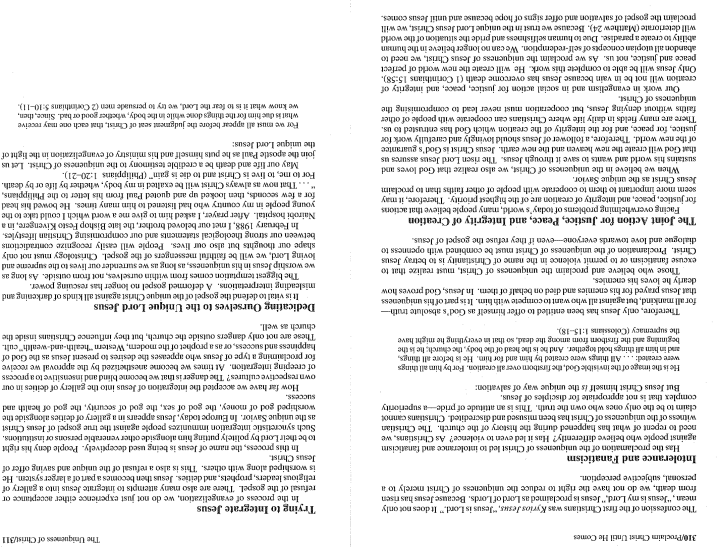 310/Proclaim Christ Until He Comes
The confession of the first Christians was Kyrios Jesus, "Jesus is Lord". It does not only
mean, "Jesus is my Lord," Jesus is proclaimed as Lord of Lords. Because Jesus has risen
from death, we do not have the right to reduce the uniqueness of Christ merely to a
personal, subjective perception.
Intolerance and Fanaticism
Has the proclamation of the uniqueness of Christ led to intolerance and fanaticism
against people who believe differently? Has it led even to violence? As Christians, we
need to repent of what has happened during the history of the church. The Christian
witness of the uniqueness of Christ has been misused and discredited. Christians cannot
claim to be the only ones who own the truth. This is an attitude of pride—a superiority
complex that is not appropriate for disciples of Jesus.
But Jesus Christ himself is the unique way of salvation:
He is the image of the invisible God, the firstborn over all creation. For by him all things
were created: . . . All things were created by him and for him. He is before all things,
and in him all things hold together. And he is the head of the body, the church; he is the
beginning and the firstborn from among the dead, so that in everything he might have
the supremacy (Colossians 1:15–18).
Therefore, only Jesus has been entitled to offer himself as God's absolute truth—
for all mankind, but against all who want to compete with him. It is part of his uniqueness
that Jesus prayed for his enemies and died on behalf of them. In Jesus, God proves how
dearly he loves his enemies.
Those who believe and proclaim the uniqueness of Christ, must realize that to
excuse fanaticism or to permit violence in the name of Christianity is to betray Jesus
Christ. Proclamation of the uniqueness of Christ must be combined with openness to
dialogue and love towards everyone—even if they refuse the gospel of Jesus.
The Joint Action for Justice, Peace, and Integrity of Creation
Facing overwhelming problems of today's world, many people believe that actions
for justice, peace, and integrity of creation are of the highest priority. Therefore, it may
seem more important to them to cooperate with people of other faiths than to proclaim
Jesus Christ as the unique Savior.
When we believe in the uniqueness of Christ, we also realize that God loves and
sustains his world and wants to save it through Jesus. The risen Lord Jesus assures us
that God will create the new heaven and the new earth. Jesus Christ is God's guarantee
of the new world. Therefore, a follower of Jesus should lovingly and carefully work for
justice, for peace, and for the integrity of the creation which God has entrusted to us.
There are many fields in daily life where Christians can cooperate with people of other
faiths without denying Jesus, but cooperation must never lead to compromising the
uniqueness of Christ.
Our work in evangelism and in social action for justice, peace, and integrity of
creation will not be in vain because Jesus has overcome death (1 Corinthians 15:58).
Only Jesus will be able to complete this work. He will create the new world of perfect
peace and justice, not us. As we proclaim the uniqueness of Jesus Christ, we need to
abandon all utopian concepts of self-redemption. We can no longer believe in the human
ability to create a paradise. Due to human selfishness and pride the situation of the world
will deteriorate (Matthew 24). Because we trust in the unique Lord Jesus Christ, we will
proclaim the gospel of salvation and offer signs of hope because and until Jesus comes.
The Uniqueness of Christ/311
Trying to Integrate Jesus
In the process of evangelization, we do not just experience either acceptance or
refusal of the gospel. There are also many attempts to integrate Jesus into a gallery of
religious leaders, prophets, and deities. Jesus then becomes a part of a larger system. He
is worshipped along with others. This is also a refusal of the unique and saving offer of
Jesus Christ.
In this process, the name of Jesus is being used deceptively. People deny his right
to be their Lord by politely putting him alongside other venerable persons or institutions.
Such syncretistic integration immunizes people against the true gospel of Jesus Christ
as the unique Savior. In Europe today, Jesus appears in a gallery of deities alongside the
worshiped god of money, the god of sex, the god of security, the god of health and
success.
How far have we accepted the integration of Jesus into the gallery of deities in our
own respective cultures? The danger is that we become blind and insensitive to a process
of creeping integration. At times we become anesthetized by the approval we receive
for proclaiming a type of Jesus who appeases the desires to present Jesus as the God of
happiness and success, or as a prophet of the modern, Western "health-and-wealth" cult.
These are not only dangers outside the church, but they influence Christians inside the
church as well.
Dedicating Ourselves to the Unique Lord Jesus
It is vital to defend the gospel of the unique Christ against all kinds of darkening and
misleading interpretations. A deformed gospel no longer has rescuing power.
The biggest temptation comes from within ourselves, not from outside. As long as
we worship Jesus in his uniqueness, as long as we surrender our lives to the supreme and
loving Lord, we will be faithful messengers of the gospel. Christology must not only
shape our thoughts but also our lives. People will easily recognize contradictions
between our strong theological statements and our compromising Christian lifestyles.
In February 1988, I met our beloved brother, the late Bishop Festo Kivengere, in a
Nairobi hospital. After prayer, I asked him to give me a word which I could take to the
young people in my country who had listened to him many times. He bowed his head
for a few seconds, then looked up and quoted Paul from his letter to the Philippians,
". . . That now as always Christ will be exalted in my body, whether by life or by death.
For to me, to live is Christ and to die is gain" (Philippians 1:20–21).
May our life and death be a credible testimony to the uniqueness of Christ. Let us
join the apostle Paul as he puts himself and his ministry of evangelization in the light of
the unique Lord Jesus:
For we must all appear before the judgment seat of Christ, that each one may receive
what is due him for the things done while in the body, whether good or bad. Since, then,
we know what it is to fear the Lord, we try to persuade men (2 Corinthians 5:10–11).